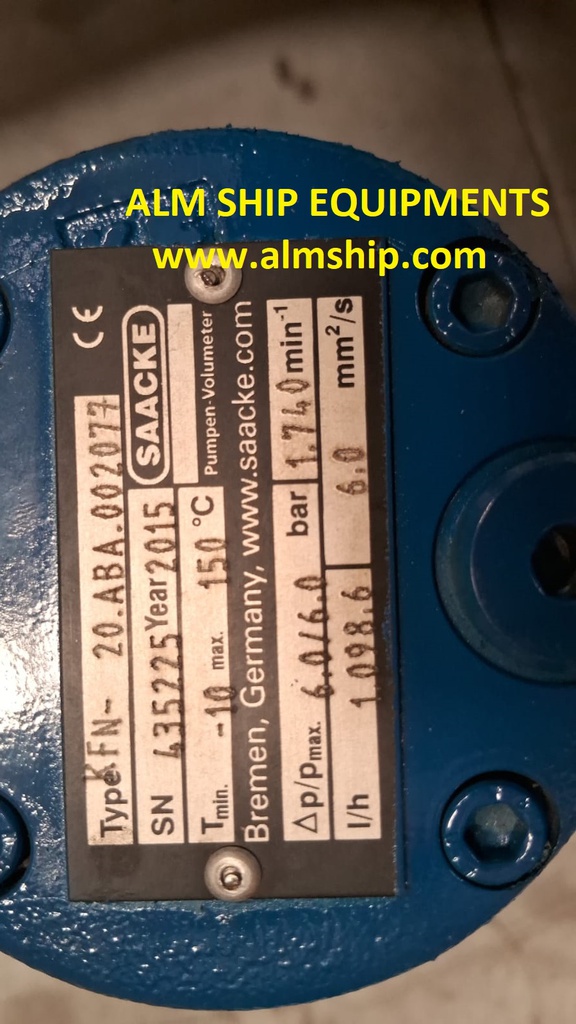 ALM SHIP EQUIPMENTS
www.almship.com
CE
Type KFN- 20.ABA.002077
SAACKE
SN 435225 Year 2015
Tmin. -10 max. 150 °C
Pumpen-Volumeter
Bremen, Germany, www.saacke.com
Δp/pmax. 6.0/6.0 bar 1.740 min⁻¹
l/h 1.098.6 6.0 mm²/s